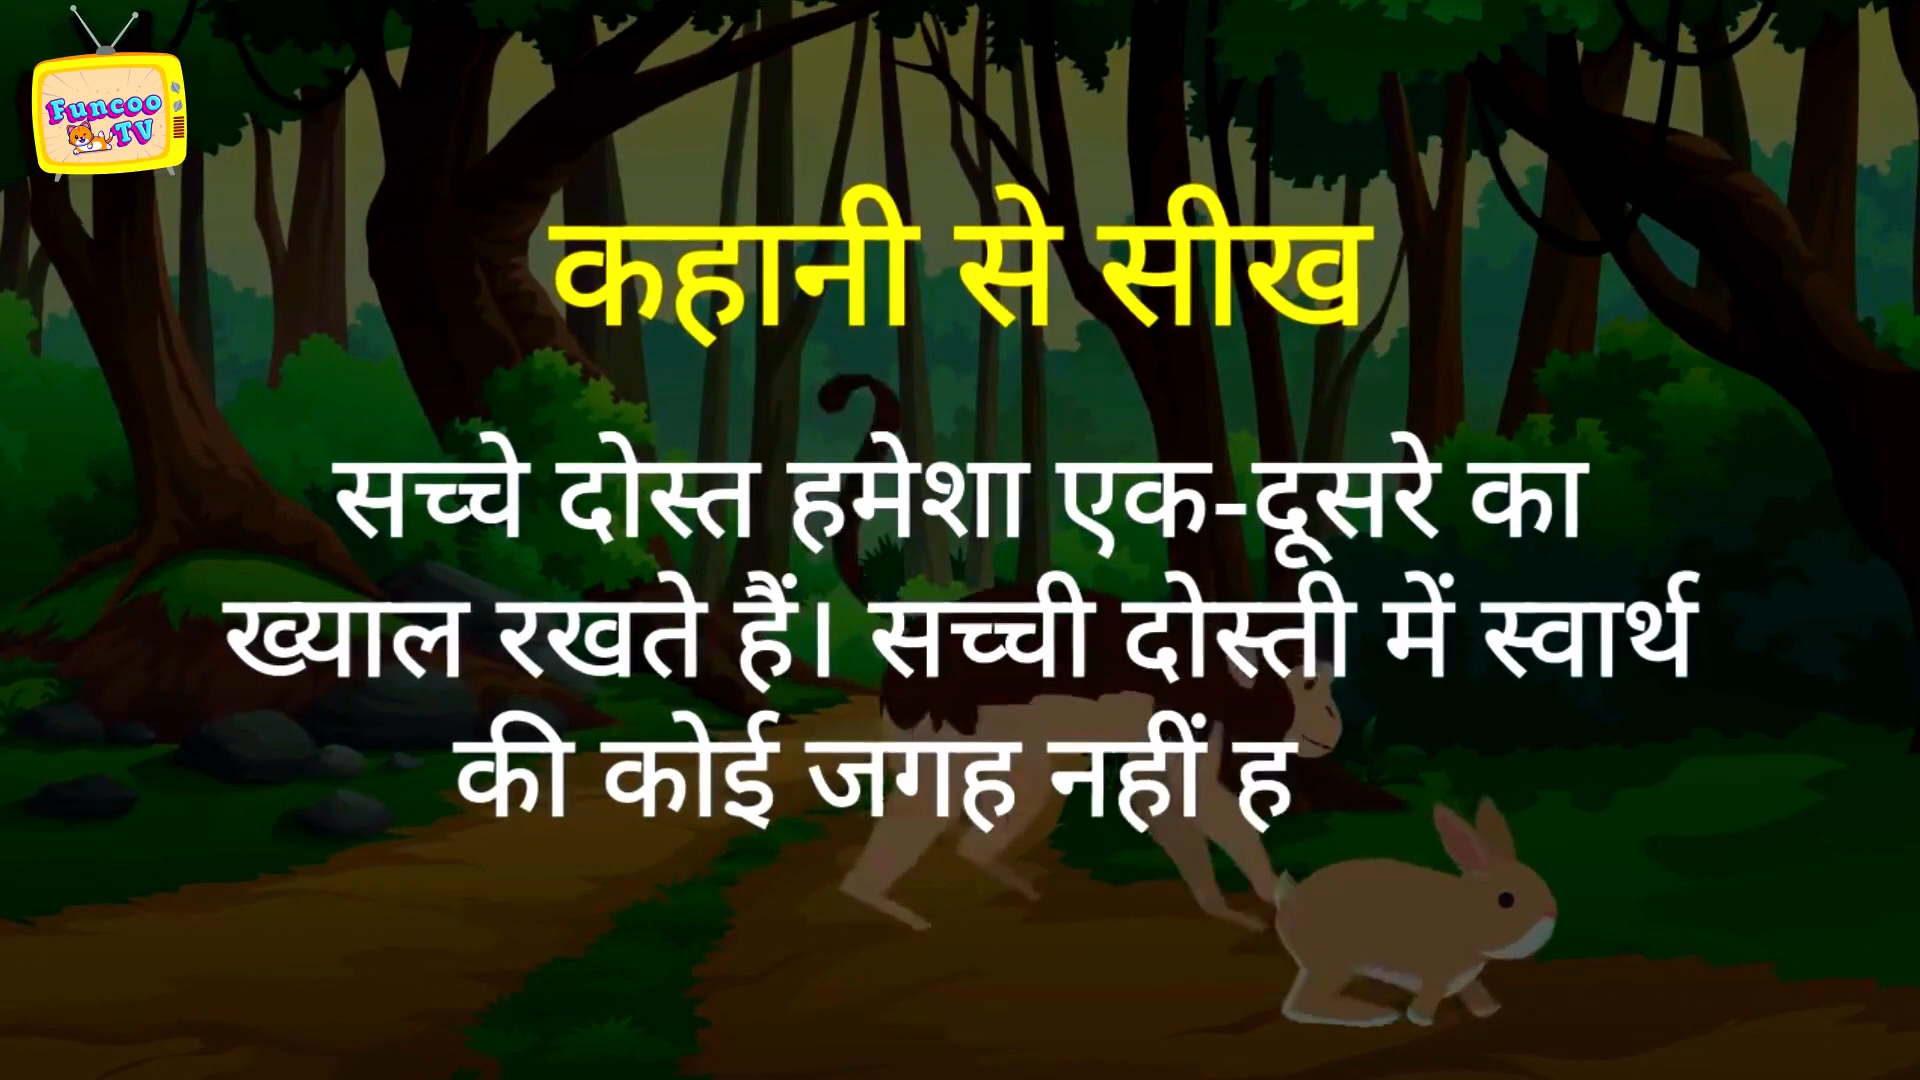 Funcoo
TV
कहानी से सीख
सच्चे दोस्त हमेशा एक-दूसरे का
ख्याल रखते हैं। सच्ची दोस्ती में स्वार्थ
की कोई जगह नहीं ह